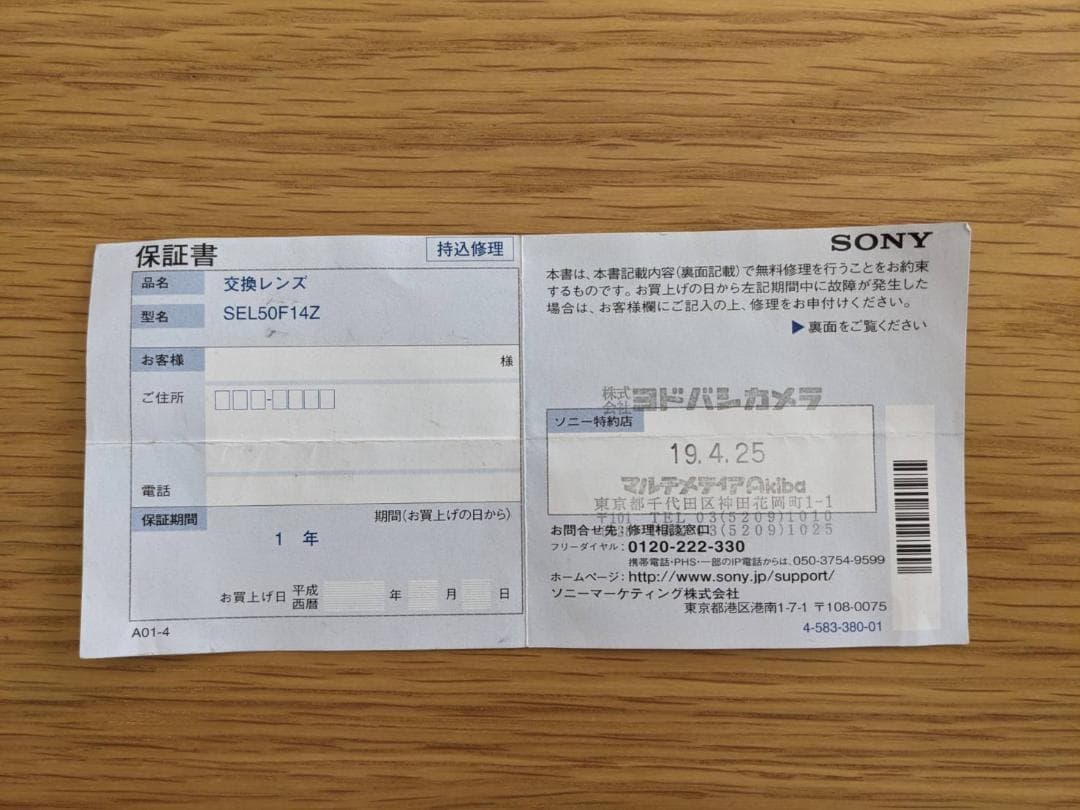 保証書
持込修理
品名 交換レンズ
型名 SEL50F14Z
お客様 様
ご住所
電話
保証期間 期間(お買上げの日から)
1 年
お買上げ日 平成 西暦 年 月 日
A01-4
SONY
本書は、本書記載内容(裏面記載)で無料修理を行うことをお約束
するものです。お買上げの日から左記期間中に故障が発生した
場合は、お客様欄にご記入の上、修理をお申付けください。
▶裏面をご覧ください
株式会社ヨドバシカメラ
ソニー特約店
19.4.25
マルチメディアAkiba
東京都千代田区神田花岡町1-1
〒101 TEL 03(5209)1010
03(5209)1025
お問合せ先:修理相談窓口
フリーダイヤル:0120-222-330
携帯電話・PHS・一部のIP電話からは、050-3754-9599
ホームページ:http://www.sony.jp/support/
ソニーマーケティング株式会社
東京都港区港南1-7-1 〒108-0075
4-583-380-01